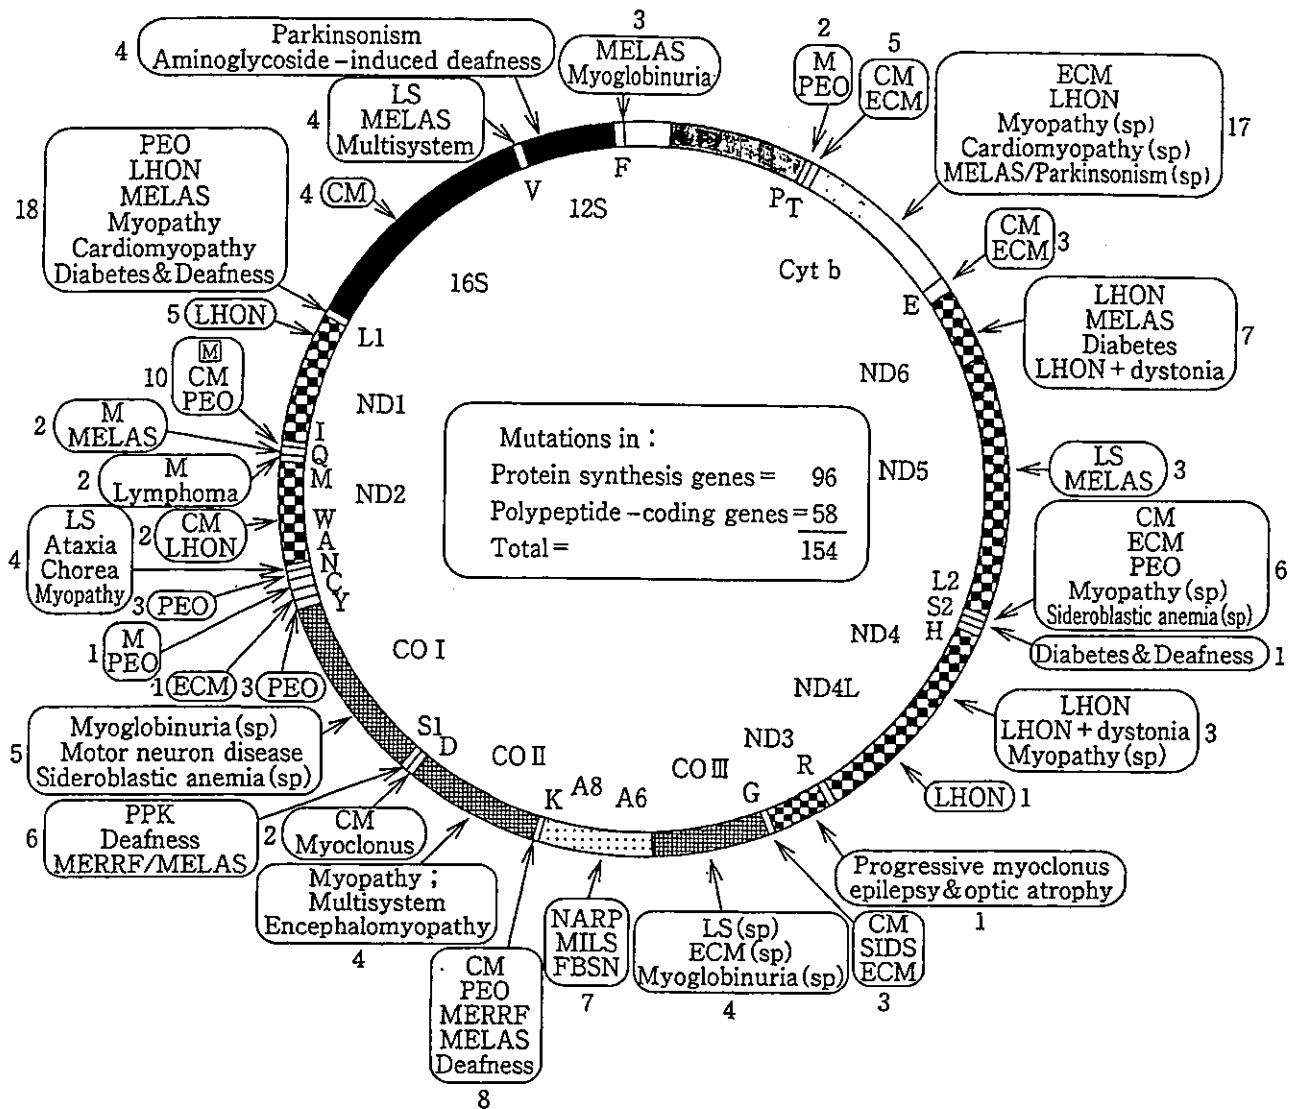 4
Parkinsonism
Aminoglycoside-induced deafness
3
MELAS
Myoglobinuria
2
M
PEO
5
CM
ECM
ECM
LHON
Myopathy (sp)
Cardiomyopathy (sp)
MELAS/Parkinsonism (sp)
17
4
LS
MELAS
Multisystem
18
PEO
LHON
MELAS
Myopathy
Cardiomyopathy
Diabetes & Deafness
4 CM
CM
ECM
3
LHON
MELAS
Diabetes
LHON + dystonia
7
5 LHON
10
M
CM
PEO
2
M
MELAS
2
M
Lymphoma
2
CM
LHON
4
LS
Ataxia
Chorea
Myopathy
3 PEO
1
M
PEO
1 ECM
3 PEO
5
Myoglobinuria (sp)
Motor neuron disease
Sideroblastic anemia (sp)
6
PPK
Deafness
MERRF/MELAS
2
CM
Myoclonus
Myopathy ;
Multisystem
Encephalomyopathy
4
CM
PEO
MERRF
MELAS
Deafness
8
NARP
MILS
FBSN
7
LS (sp)
ECM (sp)
Myoglobinuria (sp)
4
CM
SIDS
ECM
3
Progressive myoclonus
epilepsy & optic atrophy
1
LHON 1
LHON
LHON + dystonia
Myopathy (sp)
3
Diabetes & Deafness 1
CM
ECM
PEO
Myopathy (sp)
Sideroblastic anemia (sp)
6
LS
MELAS
3
F
V
12S
16S
L1
ND1
I
Q
M
ND2
W
A
N
C
Y
CO I
S1
D
CO II
K
A8
A6
CO III
G
ND3
R
ND4L
ND4
H
S2
L2
ND5
ND6
E
Cyt b
T
P
Mutations in :
Protein synthesis genes = 96
Polypeptide-coding genes = 58
Total = 154